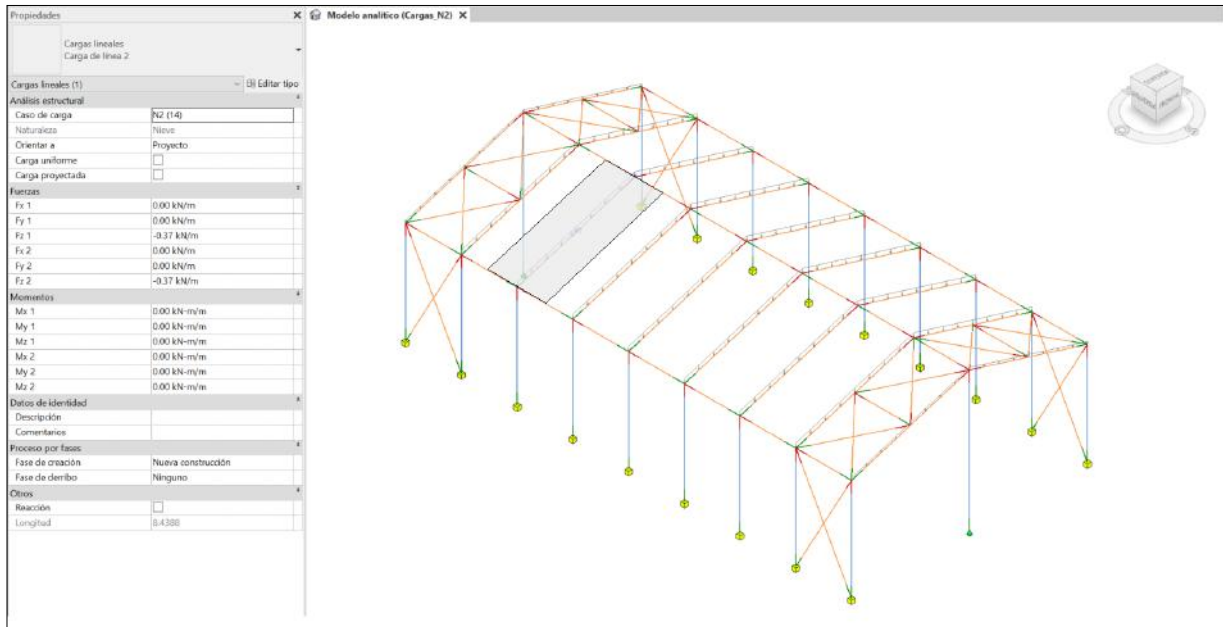 Propiedades
Modelo analítico (Cargas_N2)
Cargas lineales
Carga de línea 2
Cargas lineales (1)
Editar tipo
Análisis estructural
Caso de carga N2 (14)
Naturaleza Nieve
Orientar a Proyecto
Carga uniforme
Carga proyectada
Fuerzas
Fx 1 0.00 kN/m
Fy 1 0.00 kN/m
Fz 1 -0.37 kN/m
Fx 2 0.00 kN/m
Fy 2 0.00 kN/m
Fz 2 -0.37 kN/m
Momentos
Mx 1 0.00 kN-m/m
My 1 0.00 kN-m/m
Mz 1 0.00 kN-m/m
Mx 2 0.00 kN-m/m
My 2 0.00 kN-m/m
Mz 2 0.00 kN-m/m
Datos de identidad
Descripción
Comentarios
Proceso por fases
Fase de creación Nueva construcción
Fase de derribo Ninguno
Otros
Reacción
Longitud 8.4388